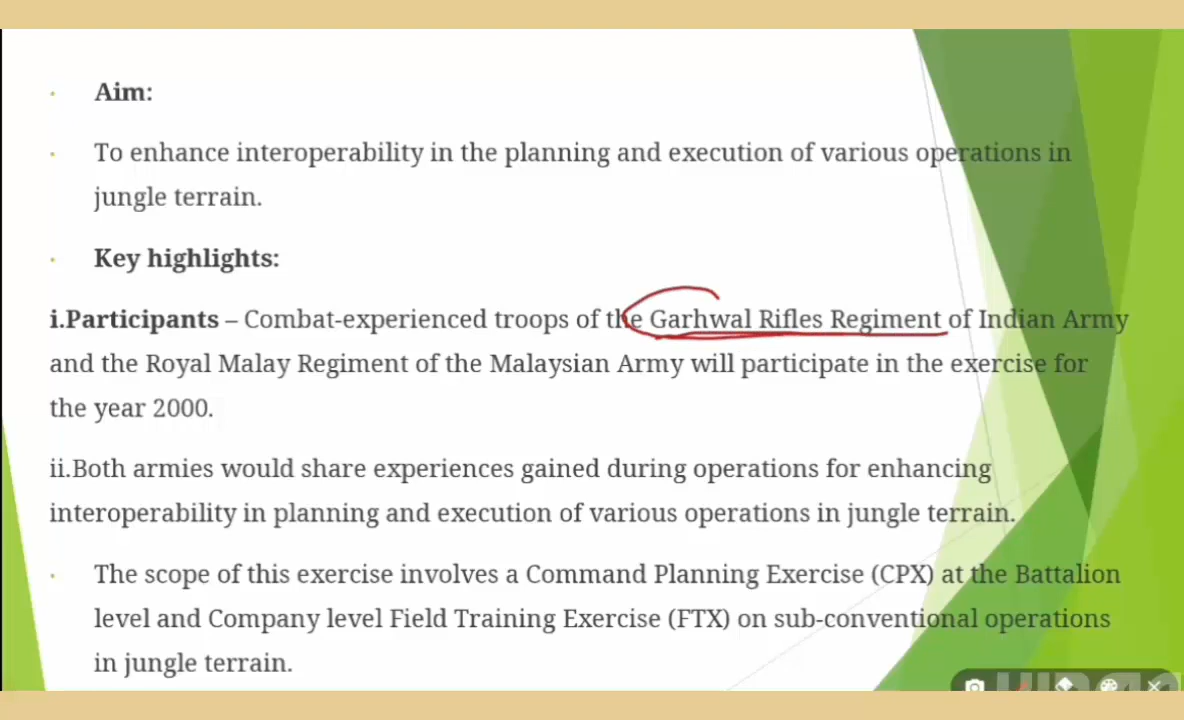 Aim:
To enhance interoperability in the planning and execution of various operations in
jungle terrain.
Key highlights:
i.Participants – Combat-experienced troops of the Garhwal Rifles Regiment of Indian Army
and the Royal Malay Regiment of the Malaysian Army will participate in the exercise for
the year 2000.
ii.Both armies would share experiences gained during operations for enhancing
interoperability in planning and execution of various operations in jungle terrain.
The scope of this exercise involves a Command Planning Exercise (CPX) at the Battalion
level and Company level Field Training Exercise (FTX) on sub-conventional operations
in jungle terrain.